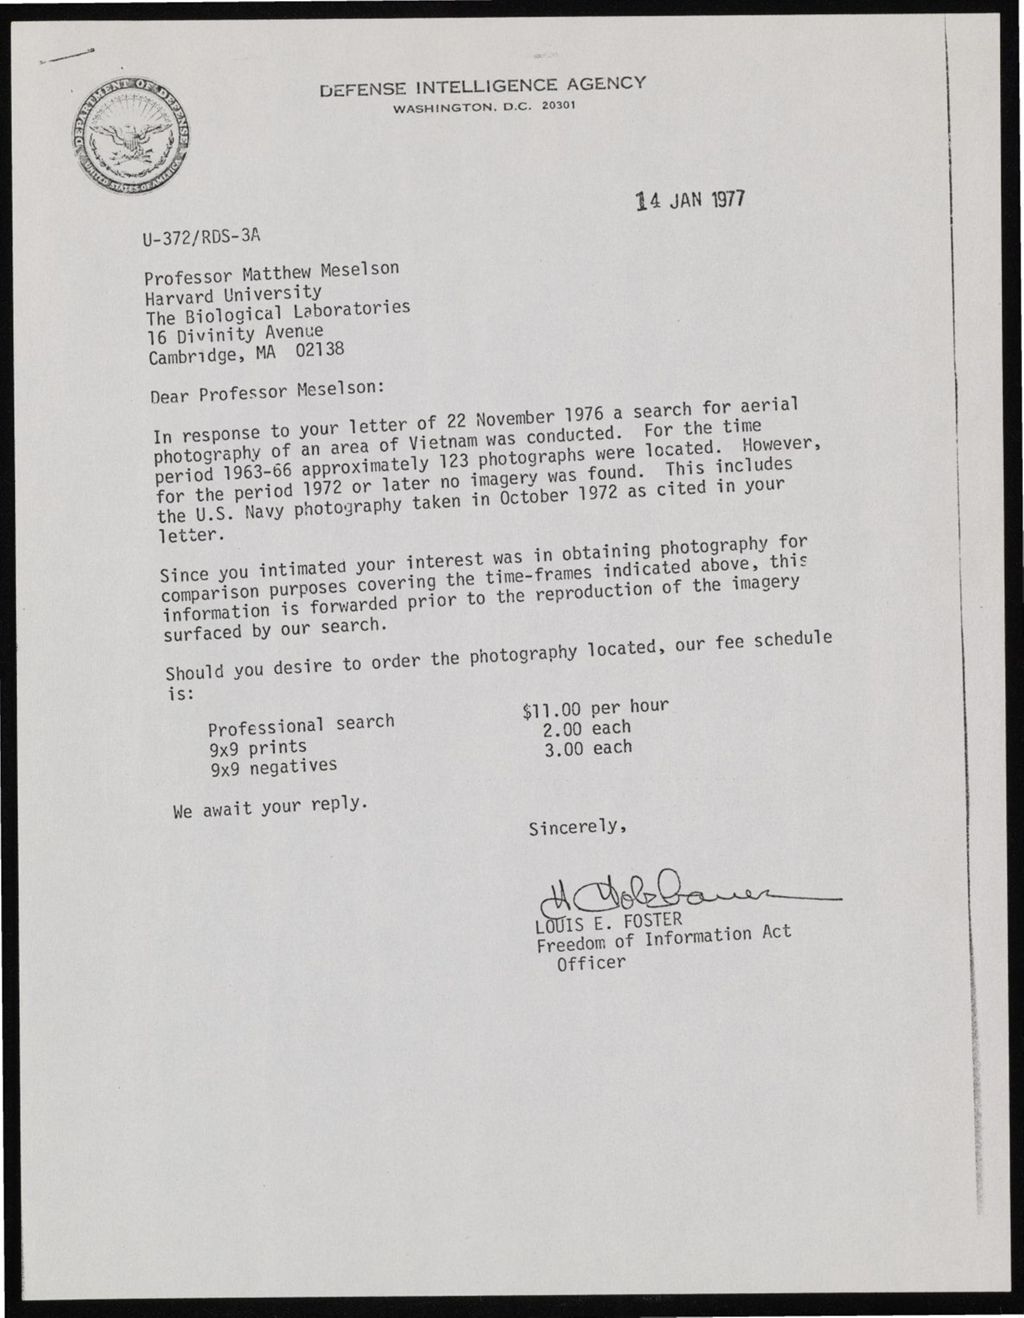 DEPARTMENT OF DEFENSE
UNITED STATES OF AMERICA
DEFENSE INTELLIGENCE AGENCY
WASHINGTON, D.C. 20301
14 JAN 1977
U-372/RDS-3A
Professor Matthew Meselson
Harvard University
The Biological Laboratories
16 Divinity Avenue
Cambridge, MA 02138
Dear Professor Meselson:
In response to your letter of 22 November 1976 a search for aerial
photography of an area of Vietnam was conducted. For the time
period 1963-66 approximately 123 photographs were located. However,
for the period 1972 or later no imagery was found. This includes
the U.S. Navy photography taken in October 1972 as cited in your
letter.
Since you intimated your interest was in obtaining photography for
comparison purposes covering the time-frames indicated above, this
information is forwarded prior to the reproduction of the imagery
surfaced by our search.
Should you desire to order the photography located, our fee schedule
is:
Professional search $11.00 per hour
9x9 prints 2.00 each
9x9 negatives 3.00 each
We await your reply.
Sincerely,
LOUIS E. FOSTER
Freedom of Information Act
Officer